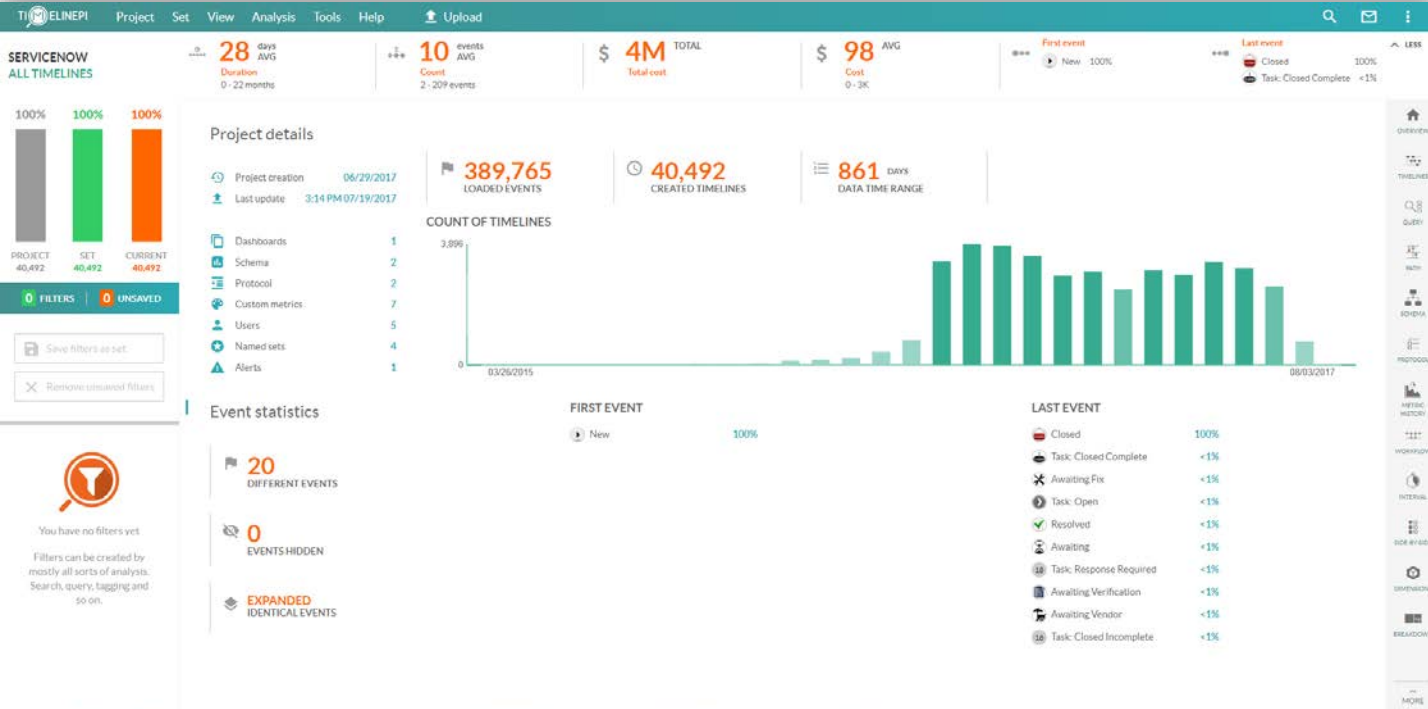 TIMELINEPI Project Set View Analysis Tools Help Upload
SERVICENOW
ALL TIMELINES
28 days AVG
Duration
0 - 22 months
10 events AVG
Count
2 - 209 events
$ 4M TOTAL
Total cost
$ 98 AVG
Cost
0 - 3K
First event
New 100%
Last event
Closed 100%
Task: Closed Complete <1%
LESS
100% 100% 100%
PROJECT SET CURRENT
40,492 40,492 40,492
0 FILTERS 0 UNSAVED
Save filters as set
Remove unsaved filters
You have no filters yet
Filters can be created by
mostly all sorts of analysis.
Search, query, tagging and
so on.
Project details
Project creation 06/29/2017
Last update 3:14 PM 07/19/2017
Dashboards 1
Schema 2
Protocol 2
Custom metrics 7
Users 5
Named sets 4
Alerts 1
389,765
LOADED EVENTS
40,492
CREATED TIMELINES
861 DAYS
DATA TIME RANGE
COUNT OF TIMELINES
3,896
0
03/26/2015 08/03/2017
Event statistics
20
DIFFERENT EVENTS
0
EVENTS HIDDEN
EXPANDED
IDENTICAL EVENTS
FIRST EVENT
New 100%
LAST EVENT
Closed 100%
Task: Closed Complete <1%
Awaiting Fix <1%
Task: Open <1%
Resolved <1%
Awaiting <1%
Task: Response Required <1%
Awaiting Verification <1%
Awaiting Vendor <1%
Task: Closed Incomplete <1%
OVERVIEW
TIMELINES
QUERY
PATH
SCHEMA
PROTOCOL
METRIC
HISTORY
WORKFLOW
INTERVAL
SIDE-BY-SIDE
DIMENSION
BREAKDOWN
MORE